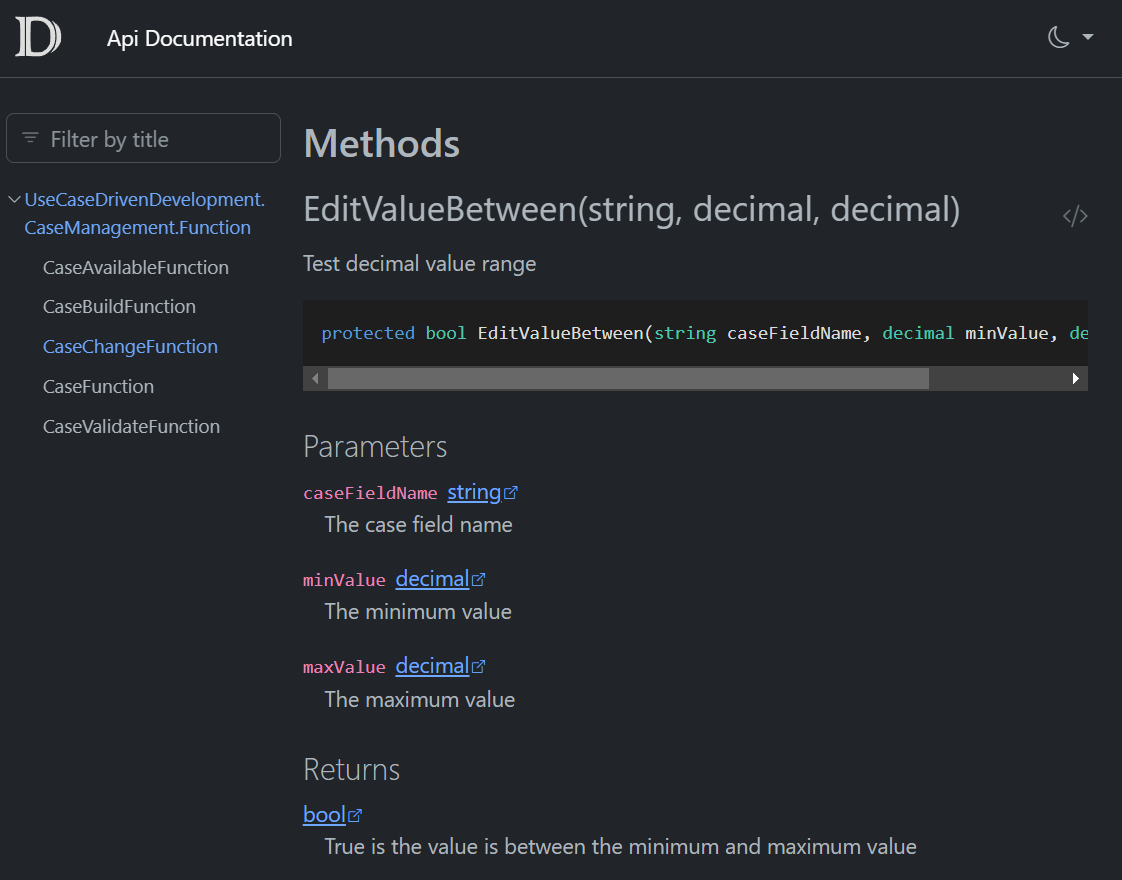 D
Api Documentation
Filter by title
UseCaseDrivenDevelopment.
CaseManagement.Function
CaseAvailableFunction
CaseBuildFunction
CaseChangeFunction
CaseFunction
CaseValidateFunction
Methods
EditValueBetween(string, decimal, decimal)
</>
Test decimal value range
protected bool EditValueBetween(string caseFieldName, decimal minValue, de
Parameters
caseFieldName string
The case field name
minValue decimal
The minimum value
maxValue decimal
The maximum value
Returns
bool
True is the value is between the minimum and maximum value